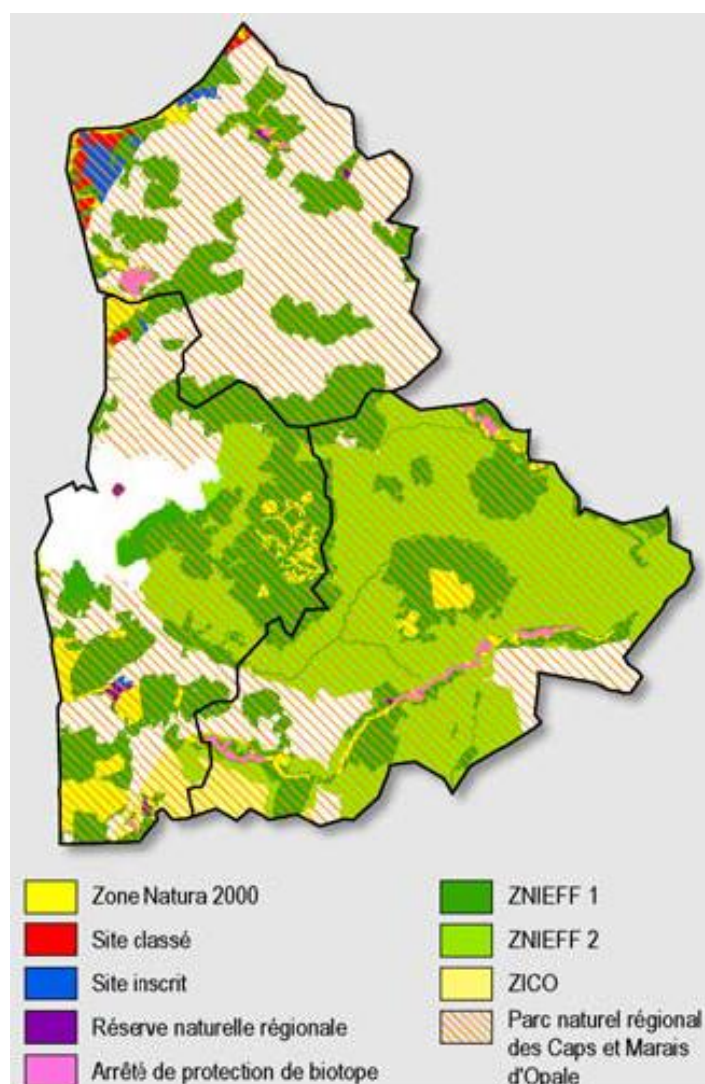 Zone Natura 2000
Site classé
Site inscrit
Réserve naturelle régionale
Arrêté de protection de biotope
ZNIEFF 1
ZNIEFF 2
ZICO
Parc naturel régional
des Caps et Marais
d'Opale